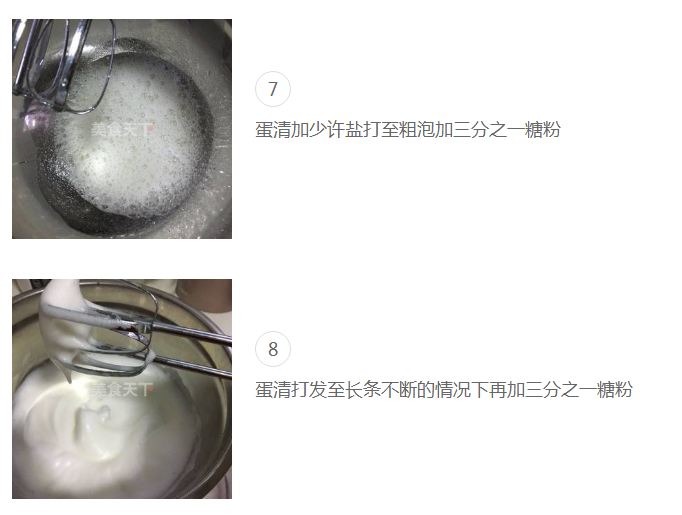 美食天下
7
蛋清加少许盐打至粗泡加三分之一糖粉
美食天下
8
蛋清打发至长条不断的情况下再加三分之一糖粉